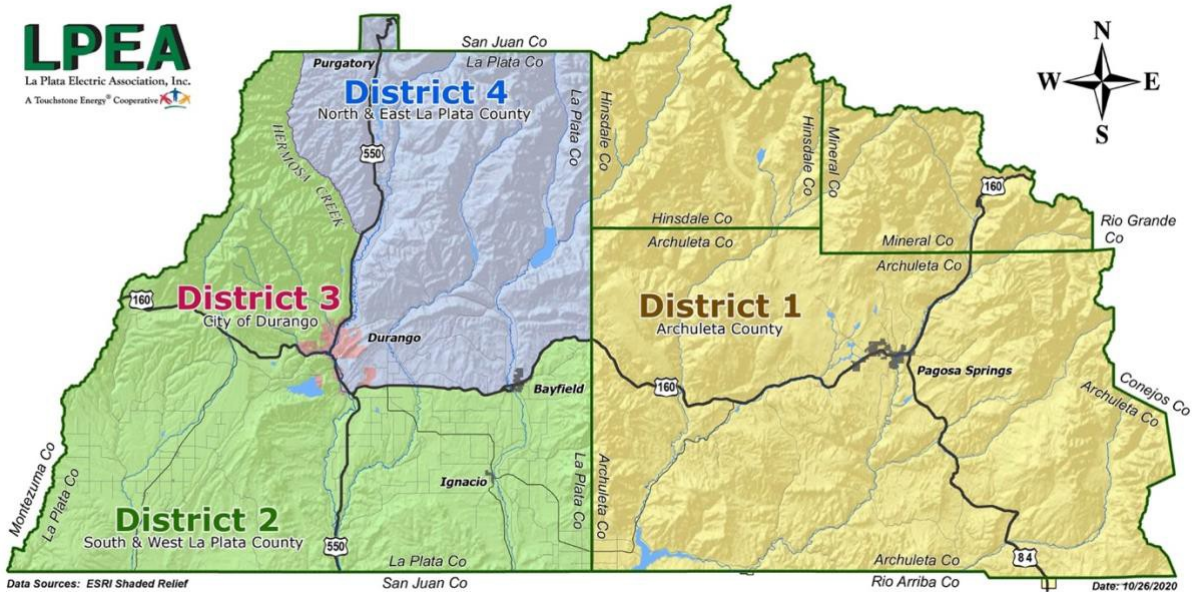 LPEA
La Plata Electric Association, Inc.
A Touchstone Energy® Cooperative
N
W E
S
San Juan Co
La Plata Co
Purgatory
District 4
North & East La Plata County
La Plata Co
Hinsdale Co
Hinsdale Co
Mineral Co
550
HERMOSA CREEK
160
Hinsdale Co
Archuleta Co
Mineral Co
Archuleta Co
Rio Grande
Co
160
District 3
City of Durango
Durango
District 1
Archuleta County
Bayfield
160
Pagosa Springs
Conejos Co
Archuleta Co
Montezuma Co
La Plata Co
Ignacio
La Plata Co
Archuleta Co
District 2
South & West La Plata County
550
La Plata Co
San Juan Co
Archuleta Co
Rio Arriba Co
84
Data Sources: ESRI Shaded Relief
Date: 10/26/2020